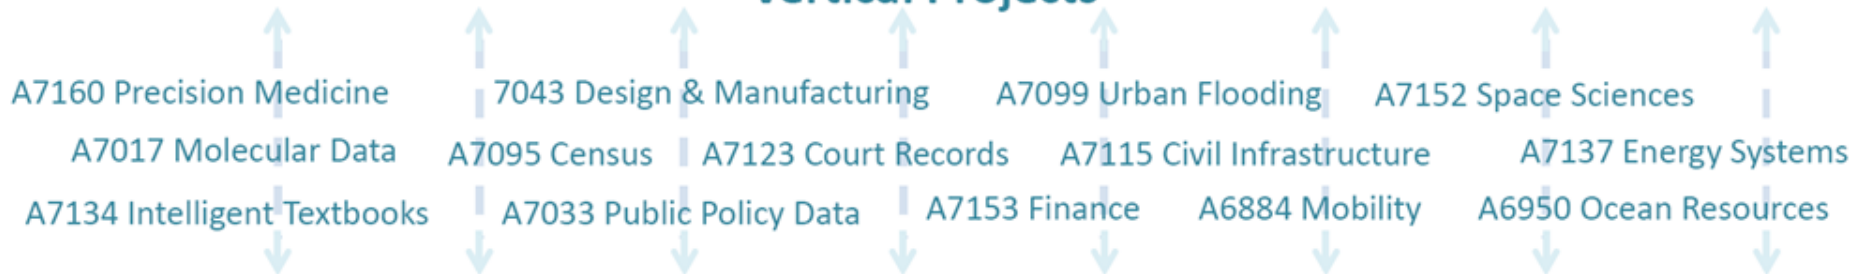 Vertical Projects
A7160 Precision Medicine 7043 Design & Manufacturing A7099 Urban Flooding A7152 Space Sciences
A7017 Molecular Data A7095 Census A7123 Court Records A7115 Civil Infrastructure A7137 Energy Systems
A7134 Intelligent Textbooks A7033 Public Policy Data A7153 Finance A6884 Mobility A6950 Ocean Resources